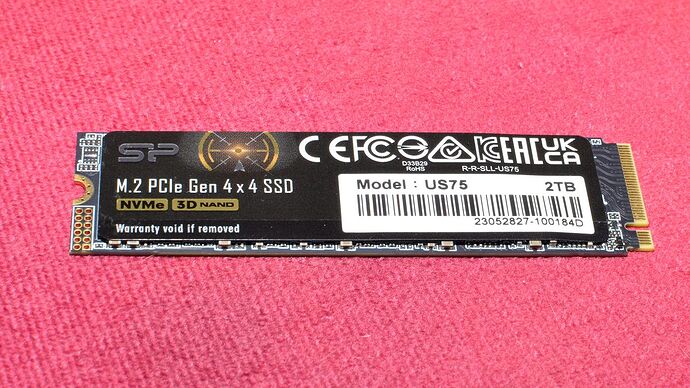 SP
CE FC EAC UK CA
D33B29
RoHS
R-R-SLL-US75
M.2 PCIe Gen 4 x 4 SSD
Model : US75 2TB
NVMe 3D NAND
23052827-100184D
Warranty void if removed